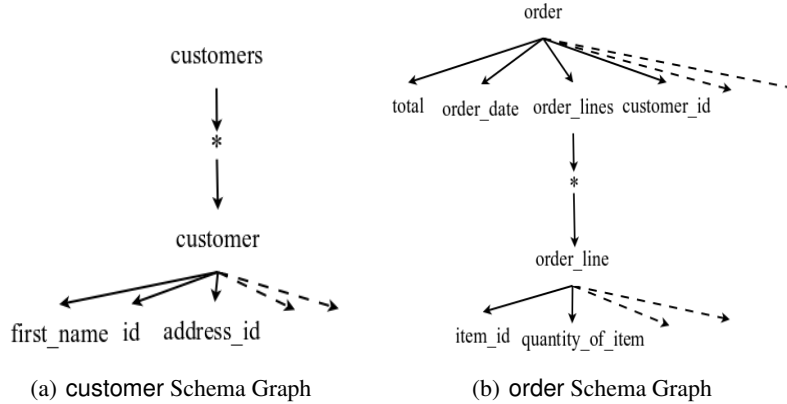 customers
*
customer
first_name id address_id
(a) customer Schema Graph
order
total order_date order_lines customer_id
*
order_line
item_id quantity_of_item
(b) order Schema Graph